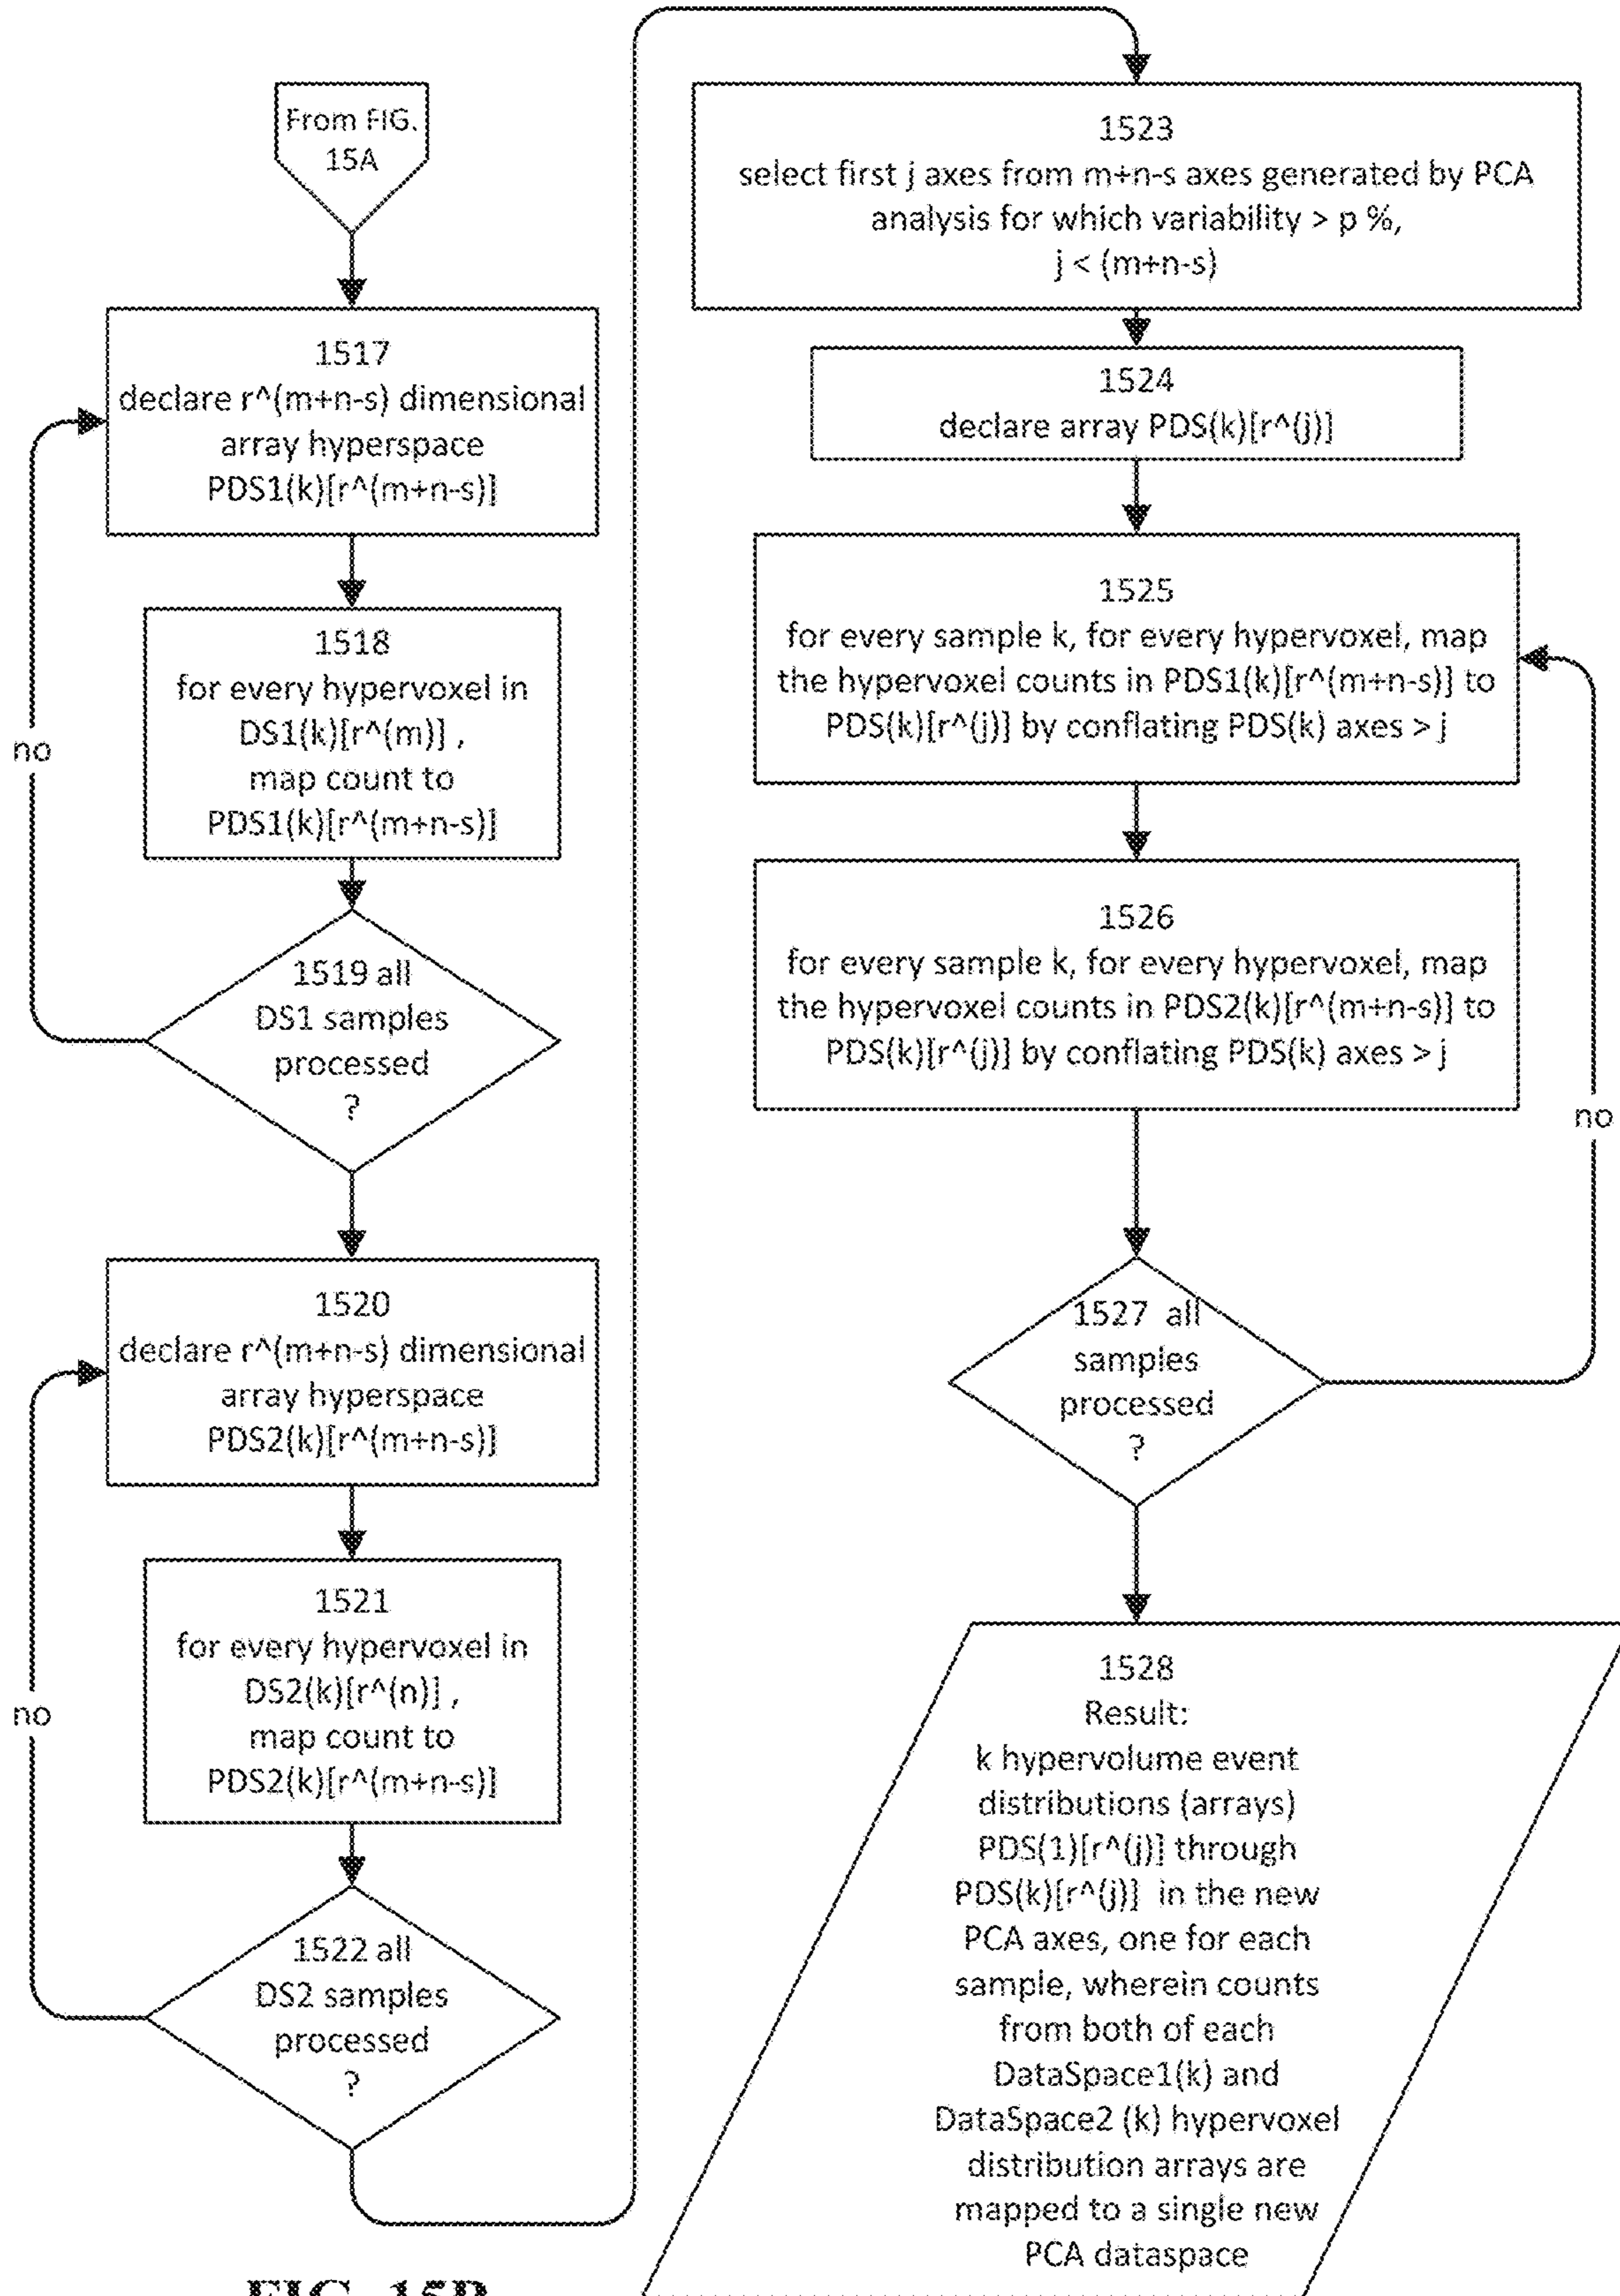 From FIG.
15A
1517
declare r^(m+n-s) dimensional
array hyperspace
PDS1(k)[r^(m+n-s)]
1518
for every hypervoxel in
DS1(k)[r^(m)] ,
map count to
PDS1(k)[r^(m+n-s)]
no
1519 all
DS1 samples
processed
?
1520
declare r^(m+n-s) dimensional
array hyperspace
PDS2(k)[r^(m+n-s)]
1521
for every hypervoxel in
DS2(k)[r^(n)] ,
map count to
PDS2(k)[r^(m+n-s)]
no
1522 all
DS2 samples
processed
?
1523
select first j axes from m+n-s axes generated by PCA
analysis for which variability > p %,
j < (m+n-s)
1524
declare array PDS(k)[r^(j)]
1525
for every sample k, for every hypervoxel, map
the hypervoxel counts in PDS1(k)[r^(m+n-s)] to
PDS(k)[r^(j)] by conflating PDS(k) axes > j
1526
for every sample k, for every hypervoxel, map
the hypervoxel counts in PDS2(k)[r^(m+n-s)] to
PDS(k)[r^(j)] by conflating PDS(k) axes > j
no
1527 all
samples
processed
?
1528
Result:
k hypervolume event
distributions (arrays)
PDS(1)[r^(j)] through
PDS(k)[r^(j)] in the new
PCA axes, one for each
sample, wherein counts
from both of each
DataSpace1(k) and
DataSpace2 (k) hypervoxel
distribution arrays are
mapped to a single new
PCA dataspace
FIG. 15B